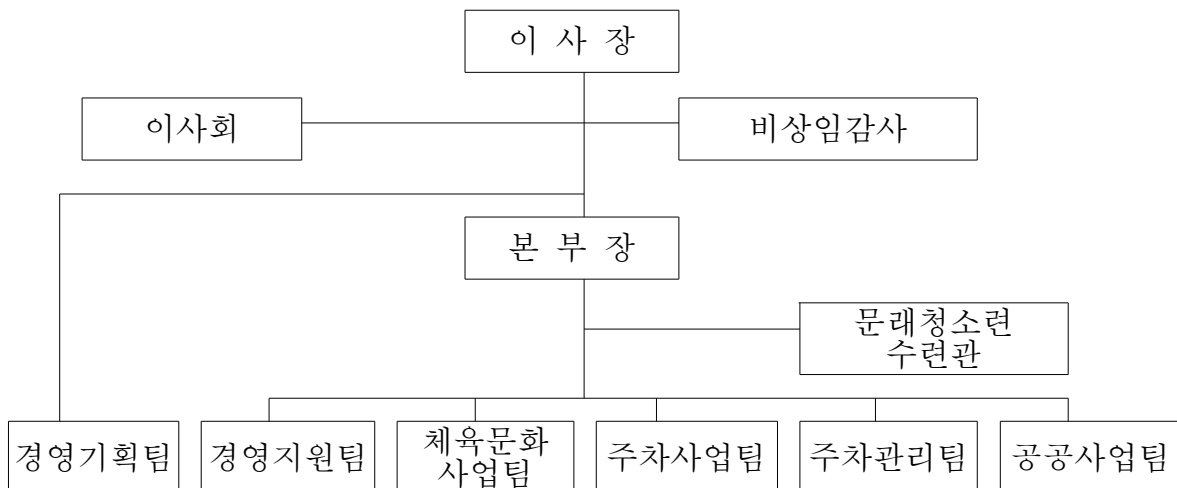 이 사 장
이사회
비상임감사
본 부 장
문래청소련
수련관
경영기획팀
경영지원팀
체육문화
사업팀
주차사업팀
주차관리팀
공공사업팀